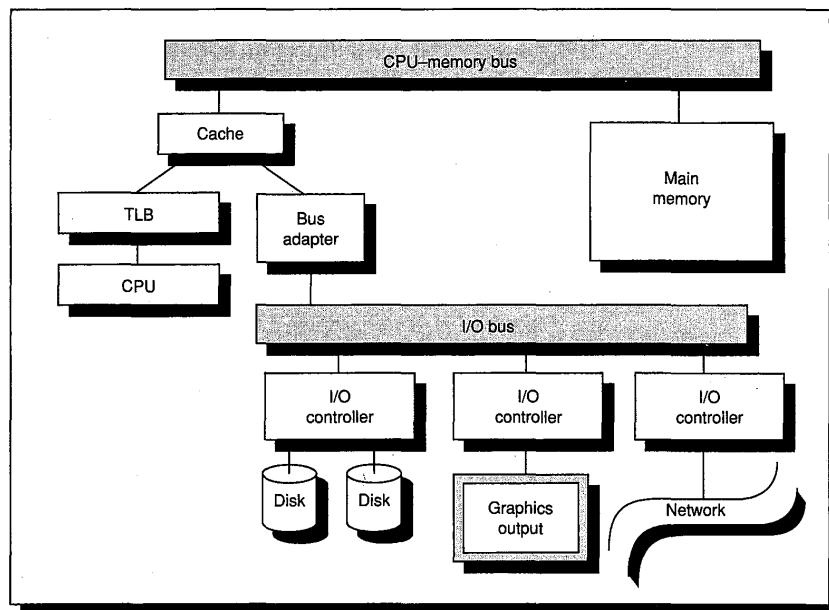 CPU–memory bus
Cache
Main
memory
TLB
Bus
adapter
CPU
I/O bus
I/O
controller
I/O
controller
I/O
controller
Disk
Disk
Graphics
output
Network